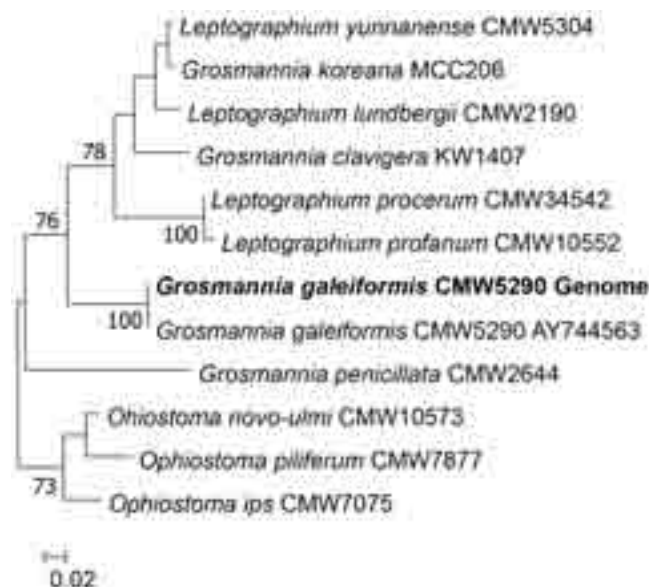 Leptographium yunnanense CMW5304
Grosmannia koreana MCC206
Leptographium lundbergii CMW2190
78
Grosmannia clavigera KW1407
Leptographium procerum CMW34542
76
100
Leptographium profanum CMW10552
Grosmannia galeiformis CMW5290 Genome
100
Grosmannia galeiformis CMW5290 AY744563
Grosmannia penicillata CMW2644
Ohiostoma novo-ulmi CMW10573
Ophiostoma piliferum CMW7877
73
Ophiostoma ips CMW7075
0.02